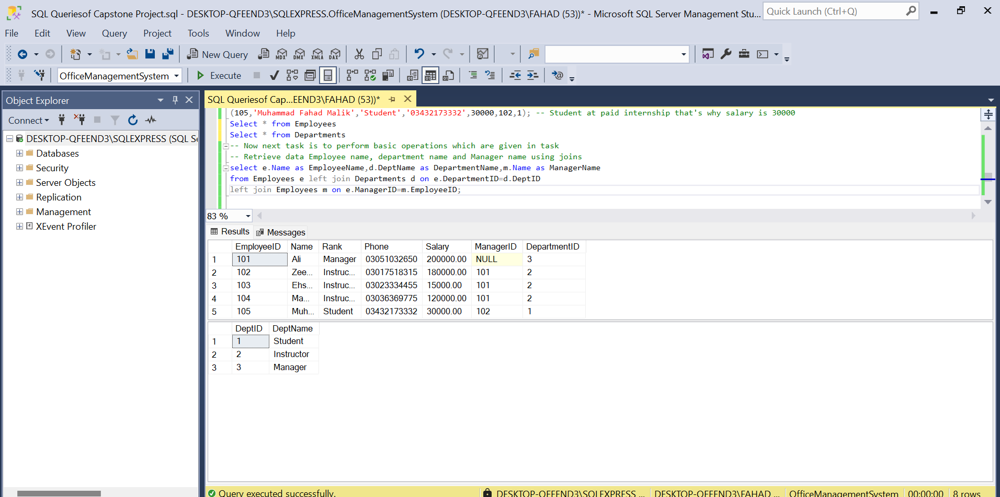 SQL Queriesof Capstone Project.sql - DESKTOP-QFEEND3\SQLEXPRESS.OfficeManagementSystem (DESKTOP-QFEEND3\FAHAD (53))* - Microsoft SQL Server Management Stu...
Quick Launch (Ctrl+Q)
File Edit View Query Project Tools Window Help
New Query MDX DMX XMLA DAX
OfficeManagementSystem Execute
Object Explorer
Connect
DESKTOP-QFEEND3\SQLEXPRESS (SQL Se
Databases
Security
Server Objects
Replication
Management
XEvent Profiler
SQL Queriesof Cap...EEND3\FAHAD (53))*
(105,'Muhammad Fahad Malik','Student','03432173332',30000,102,1); -- Student at paid internship that's why salary is 30000
Select * from Employees
Select * from Departments
-- Now next task is to perform basic operations which are given in task
-- Retrieve data Employee name, department name and Manager name using joins
select e.Name as EmployeeName,d.DeptName as DepartmentName,m.Name as ManagerName
from Employees e left join Departments d on e.DepartmentID=d.DeptID
left join Employees m on e.ManagerID=m.EmployeeID;
83 %
Results Messages
EmployeeID Name Rank Phone Salary ManagerID DepartmentID
1 101 Ali Manager 03051032650 200000.00 NULL 3
2 102 Zee... Instruc... 03017518315 180000.00 101 2
3 103 Ehs... Instruc... 03023334455 15000.00 101 2
4 104 Ma... Instruc... 03036369775 120000.00 101 2
5 105 Muh... Student 03432173332 30000.00 102 1
DeptID DeptName
1 1 Student
2 2 Instructor
3 3 Manager
Query executed successfully. DESKTOP-QFEEND3\SQLEXPRESS ... DESKTOP-QFEEND3\FAHAD ... OfficeManagementSystem 00:00:00 8 rows